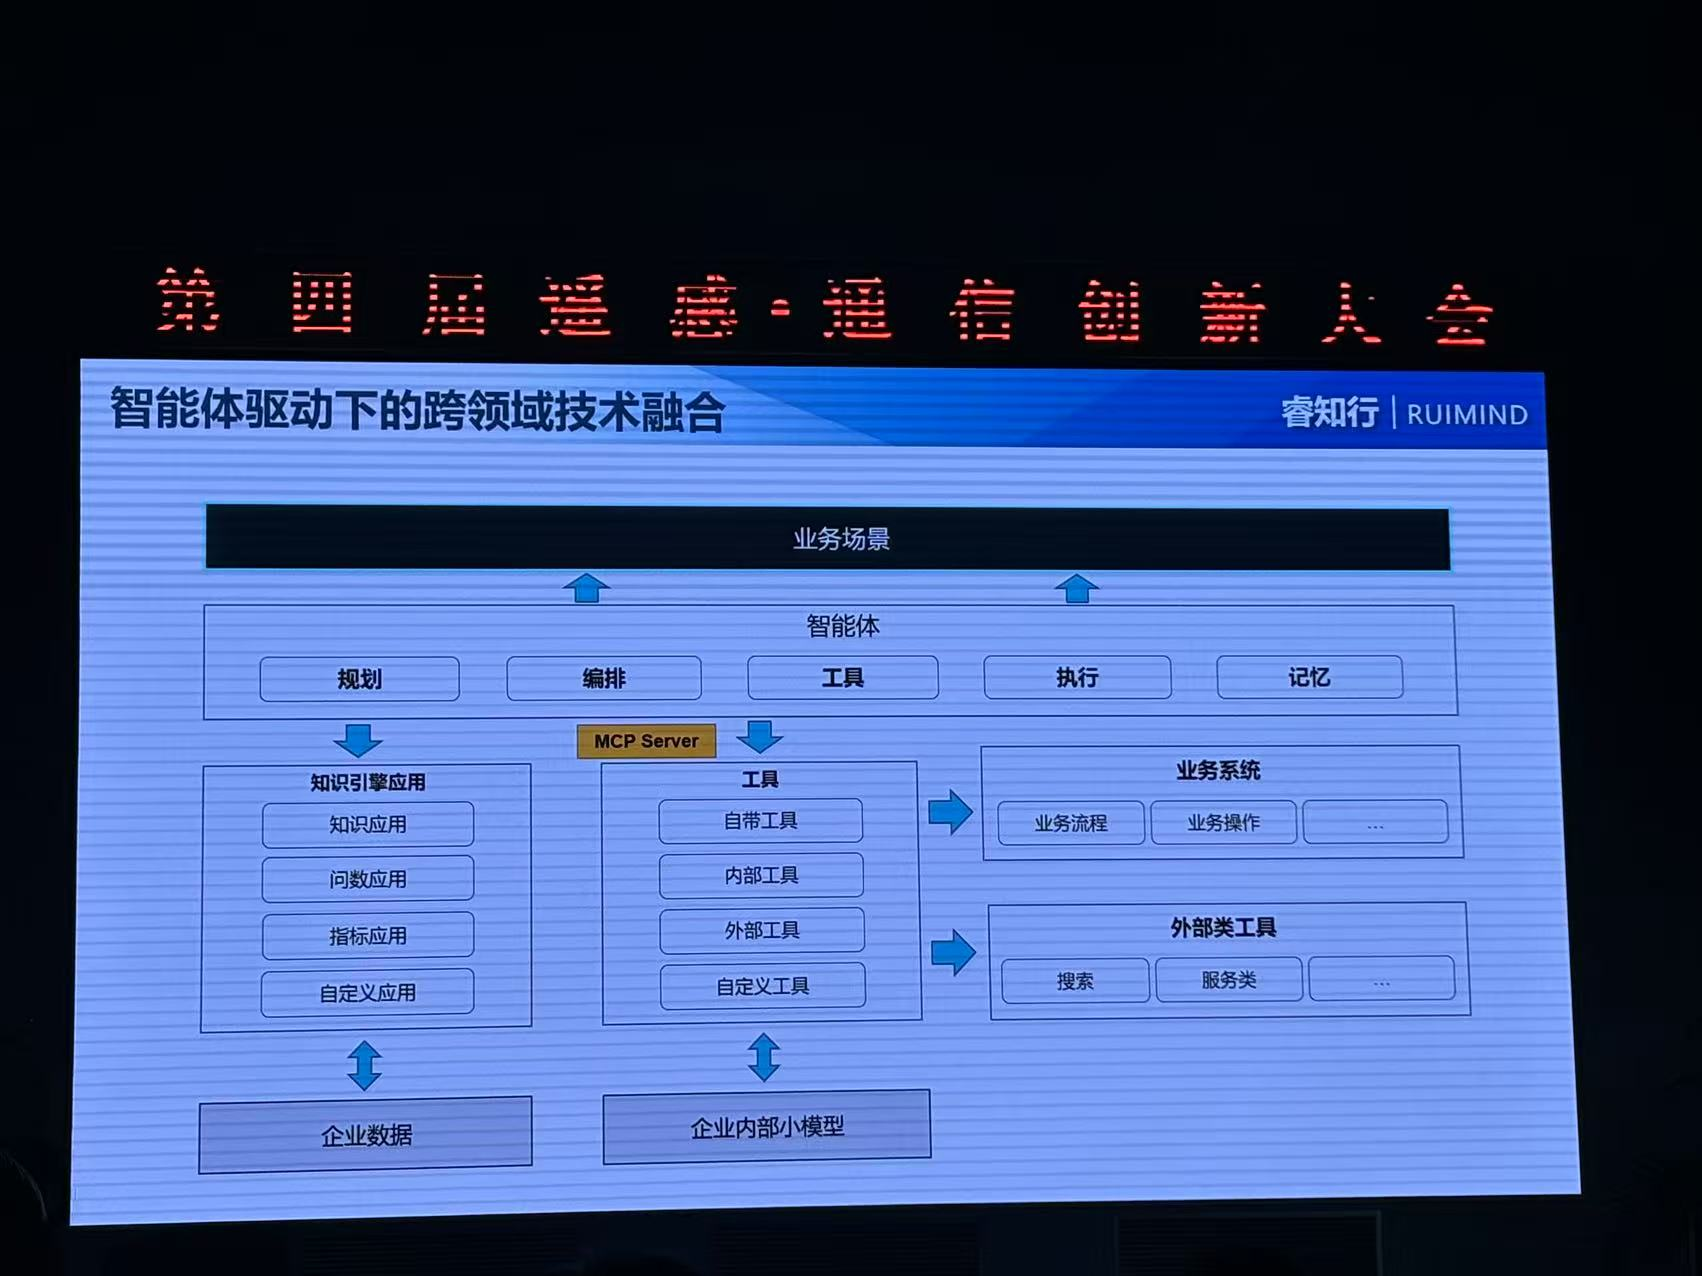 第四届遥感·通信创新大会
智能体驱动下的跨领域技术融合
睿知行 | RUIMIND
业务场景
智能体
规划
编排
工具
执行
记忆
MCP Server
知识引擎应用
知识应用
问数应用
指标应用
自定义应用
工具
自带工具
内部工具
外部工具
自定义工具
业务系统
业务流程
业务操作
...
外部类工具
搜索
服务类
...
企业数据
企业内部小模型